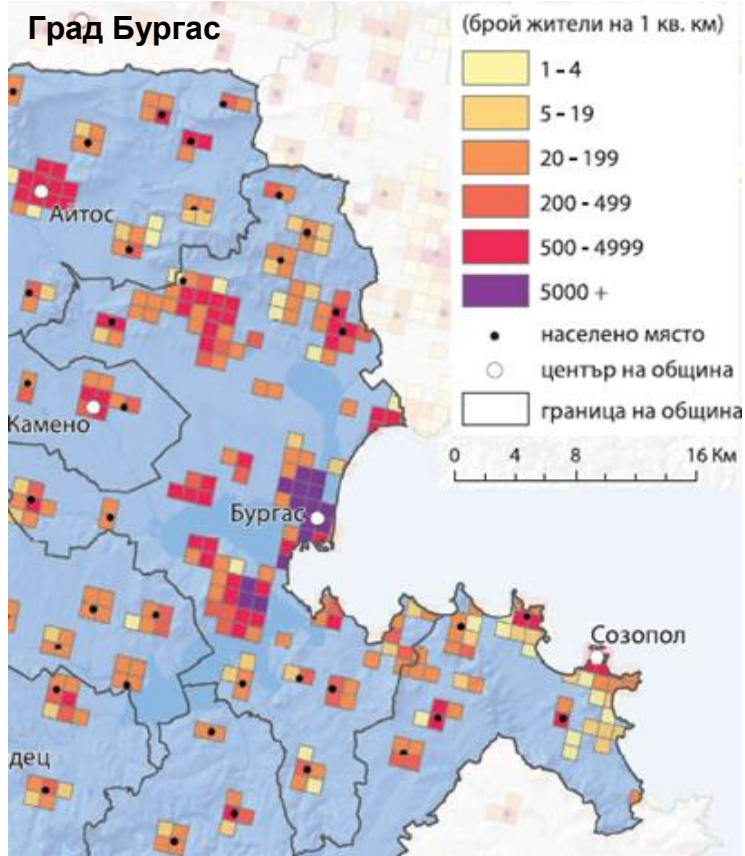 Град Бургас
(брой жители на 1 кв. км)
1 - 4
5 - 19
20 - 199
200 - 499
500 - 4999
5000 +
населено място
център на община
граница на община
0 4 8 16 Км
Айтос
Камено
Бургас
Созопол
дец